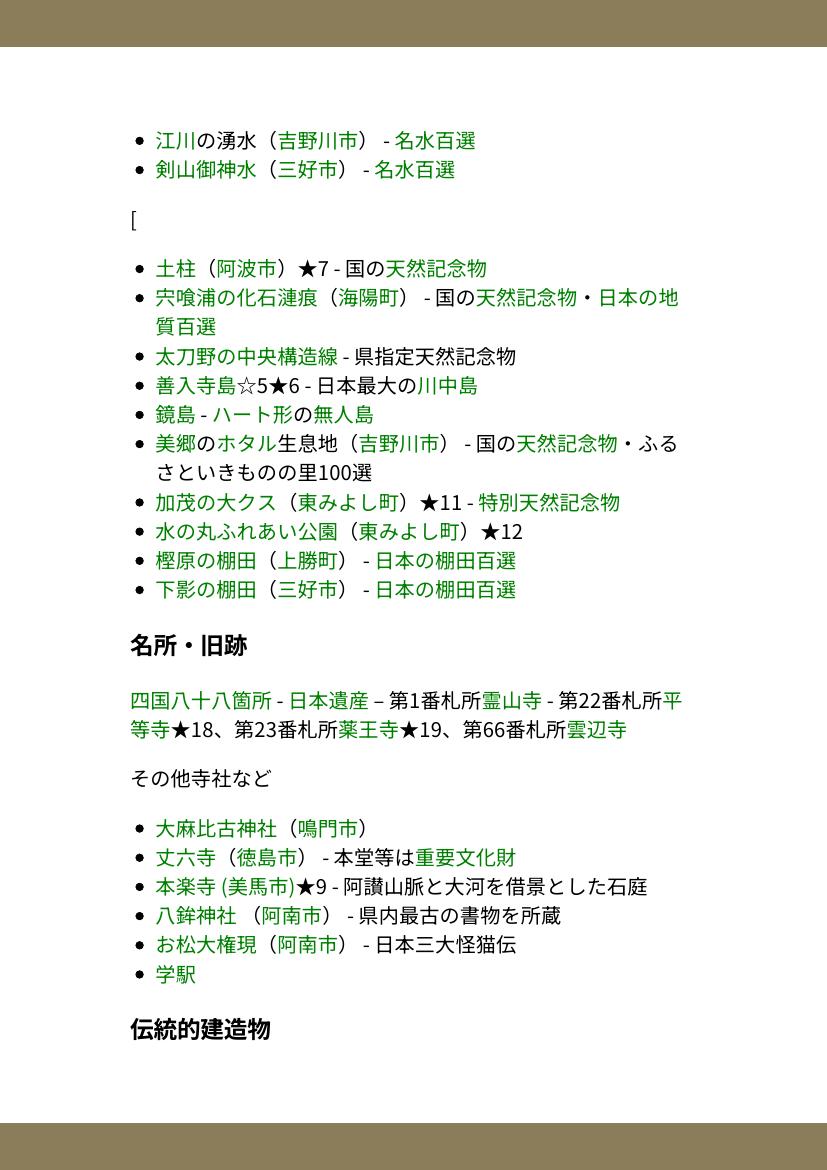 江川の湧水（吉野川市） - 名水百選
剣山御神水（三好市） - 名水百選
[
土柱（阿波市）★7 - 国の天然記念物
宍喰浦の化石漣痕（海陽町） - 国の天然記念物・日本の地
質百選
太刀野の中央構造線 - 県指定天然記念物
善入寺島☆5★6 - 日本最大の川中島
鏡島 - ハート形の無人島
美郷のホタル生息地（吉野川市） - 国の天然記念物・ふる
さといきものの里100選
加茂の大クス（東みよし町）★11 - 特別天然記念物
水の丸ふれあい公園（東みよし町）★12
樫原の棚田（上勝町） - 日本の棚田百選
下影の棚田（三好市） - 日本の棚田百選
名所・旧跡
四国八十八箇所 - 日本遺産 – 第1番札所霊山寺 - 第22番札所平
等寺★18、第23番札所薬王寺★19、第66番札所雲辺寺
その他寺社など
大麻比古神社（鳴門市）
丈六寺（徳島市） - 本堂等は重要文化財
本楽寺 (美馬市)★9 - 阿讃山脈と大河を借景とした石庭
八鉾神社 （阿南市） - 県内最古の書物を所蔵
お松大権現（阿南市） - 日本三大怪猫伝
学駅
伝統的建造物